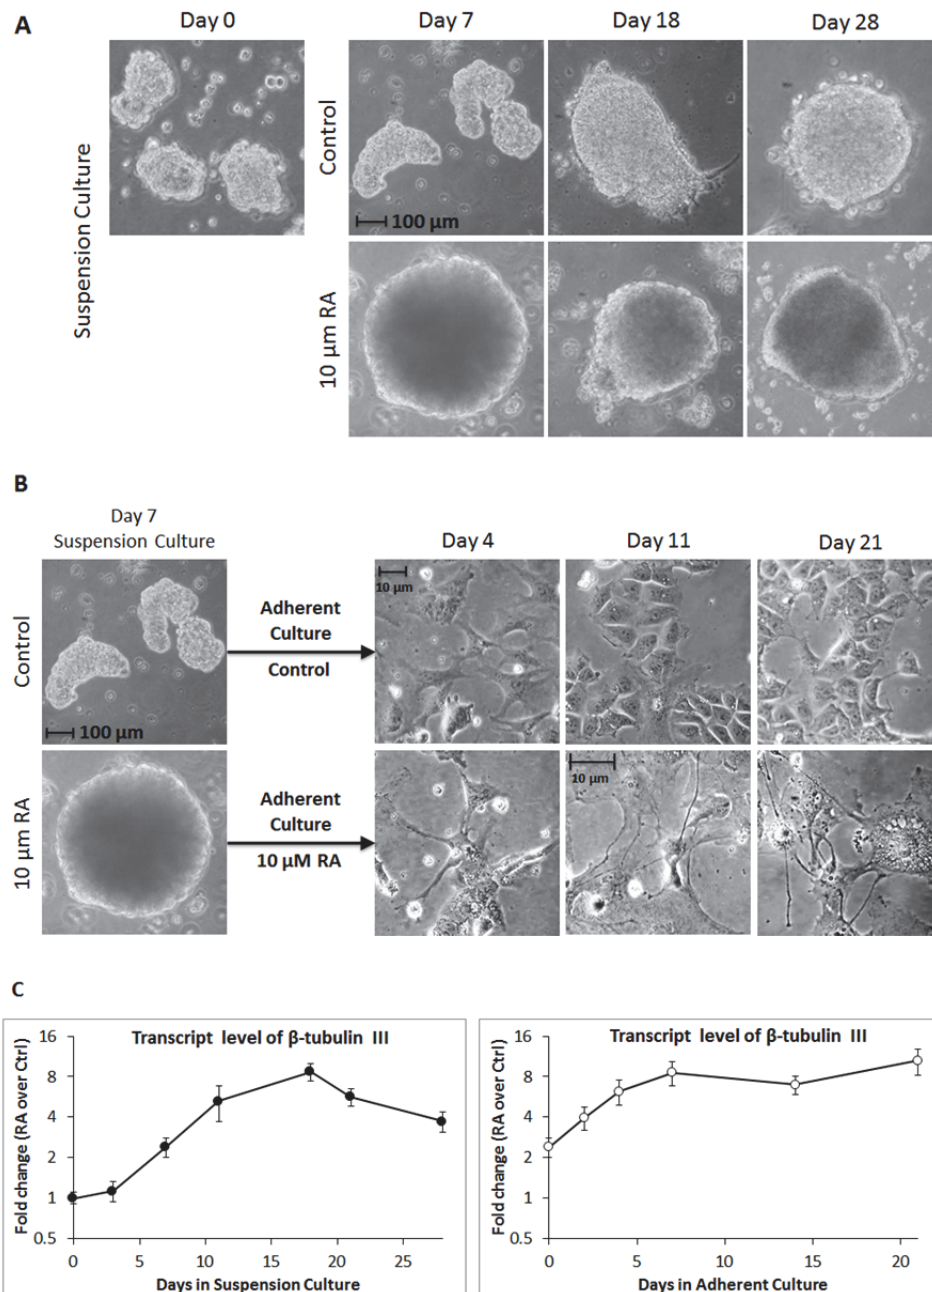 A
Day 0
Day 7
Day 18
Day 28
Suspension Culture
Control
100 µm
10 µm RA
B
Day 7
Suspension Culture
Day 4
Day 11
Day 21
Control
100 µm
Adherent
Culture
Control
10 µm
10 µm RA
Adherent
Culture
10 µM RA
10 µm
C
Transcript level of β-tubulin III
Fold change (RA over Ctrl)
16
8
4
2
1
0.5
0 5 10 15 20 25
Days in Suspension Culture
Transcript level of β-tubulin III
Fold change (RA over Ctrl)
16
8
4
2
1
0.5
0 5 10 15 20
Days in Adherent Culture